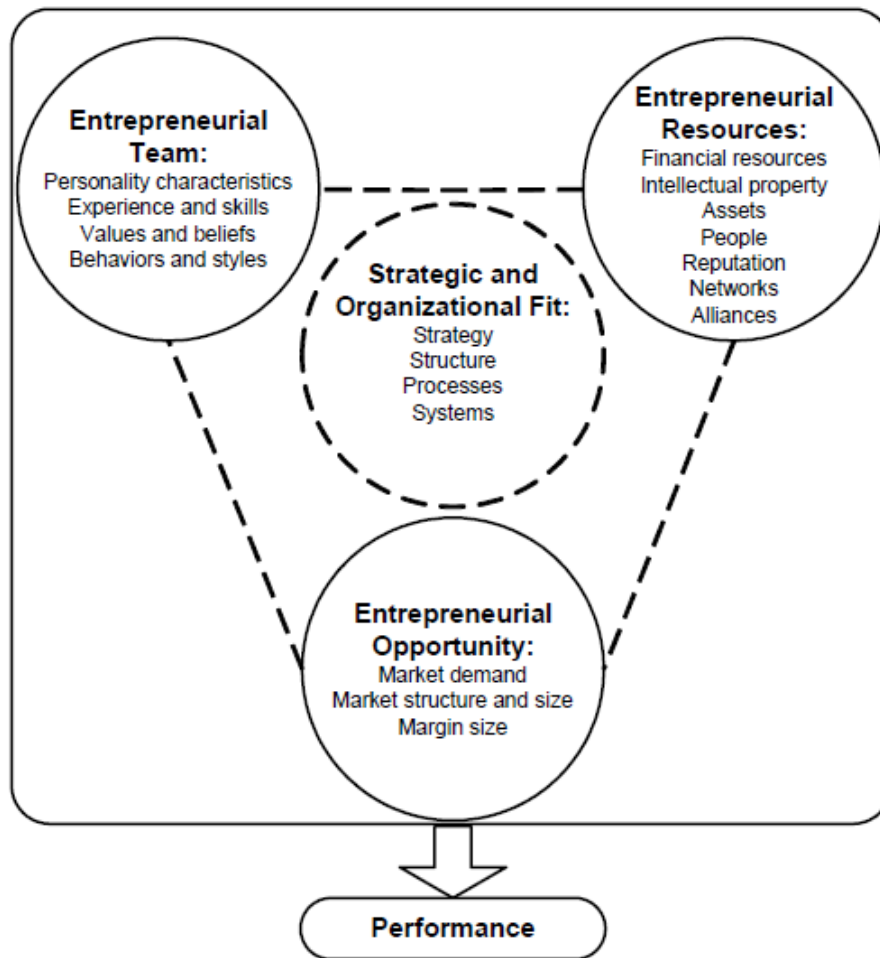 Entrepreneurial
Team:
Personality characteristics
Experience and skills
Values and beliefs
Behaviors and styles
Entrepreneurial
Resources:
Financial resources
Intellectual property
Assets
People
Reputation
Networks
Alliances
Strategic and
Organizational Fit:
Strategy
Structure
Processes
Systems
Entrepreneurial
Opportunity:
Market demand
Market structure and size
Margin size
Performance